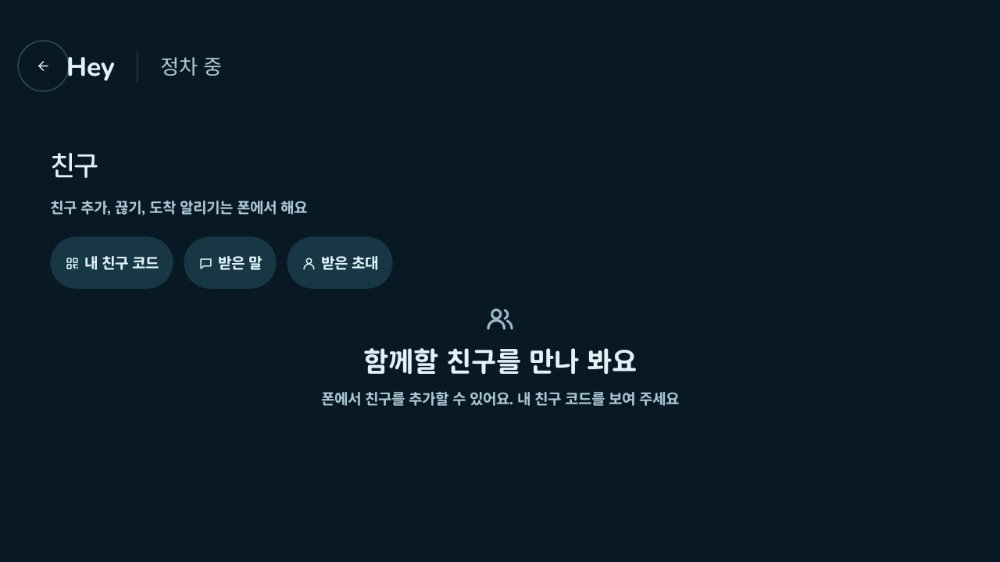 Hey
정차 중
친구
친구 추가, 끊기, 도착 알리기는 폰에서 해요
내 친구 코드
받은 말
받은 초대
함께할 친구를 만나 봐요
폰에서 친구를 추가할 수 있어요. 내 친구 코드를 보여 주세요